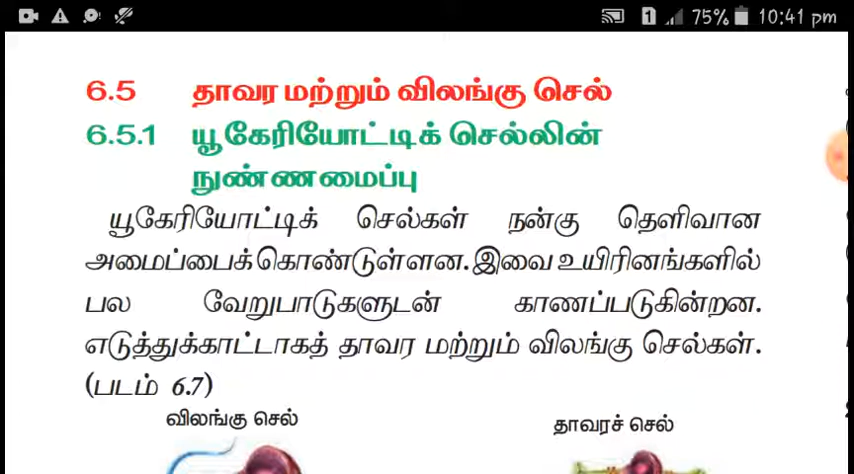 75% 10:41 pm
6.5 தாவர மற்றும் விலங்கு செல்
6.5.1 யூகேரியோட்டிக் செல்லின்
நுண்ணமைப்பு
யூகேரியோட்டிக் செல்கள் நன்கு தெளிவான
அமைப்பைக்கொண்டுள்ளன.இவை உயிரினங்களில்
பல வேறுபாடுகளுடன் காணப்படுகின்றன.
எடுத்துக்காட்டாகத் தாவர மற்றும் விலங்கு செல்கள்.
(படம் 6.7)
விலங்கு செல் தாவரச் செல்